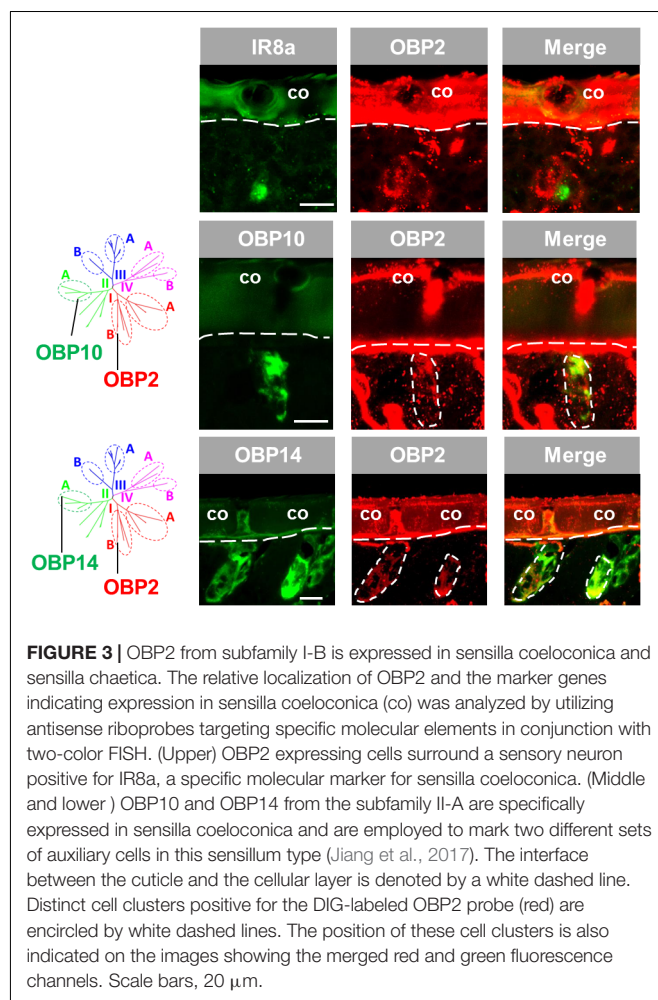 IR8a OBP2 Merge
co co co
OBP10 OBP2 Merge
co co co
A
B A
A III
II IV
I B
A
B
OBP10
OBP2
OBP14 OBP2 Merge
co co co co co co
A
B A
A III
II IV
I B
A
B
OBP14
OBP2
FIGURE 3 | OBP2 from subfamily I-B is expressed in sensilla coeloconica and
sensilla chaetica. The relative localization of OBP2 and the marker genes
indicating expression in sensilla coeloconica (co) was analyzed by utilizing
antisense riboprobes targeting specific molecular elements in conjunction with
two-color FISH. (Upper) OBP2 expressing cells surround a sensory neuron
positive for IR8a, a specific molecular marker for sensilla coeloconica. (Middle
and lower ) OBP10 and OBP14 from the subfamily II-A are specifically
expressed in sensilla coeloconica and are employed to mark two different sets
of auxiliary cells in this sensillum type (Jiang et al., 2017). The interface
between the cuticle and the cellular layer is denoted by a white dashed line.
Distinct cell clusters positive for the DIG-labeled OBP2 probe (red) are
encircled by white dashed lines. The position of these cell clusters is also
indicated on the images showing the merged red and green fluorescence
channels. Scale bars, 20 μm.